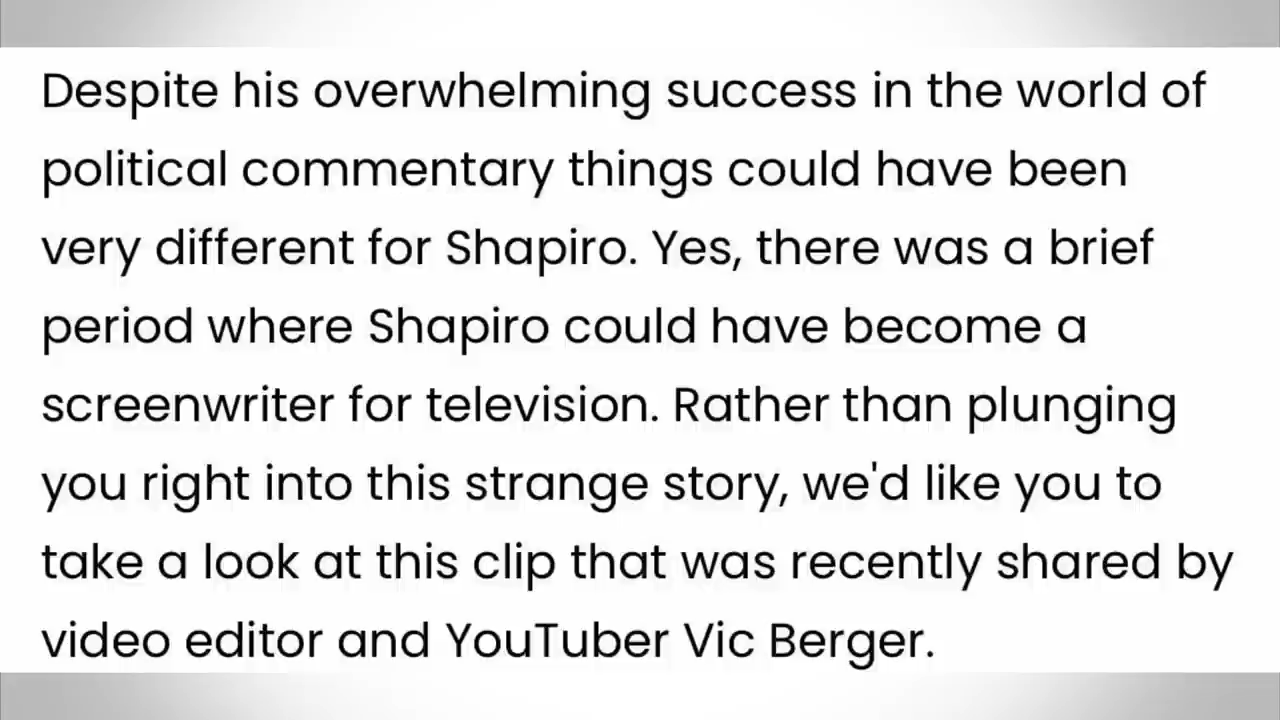 Despite his overwhelming success in the world of
political commentary things could have been
very different for Shapiro. Yes, there was a brief
period where Shapiro could have become a
screenwriter for television. Rather than plunging
you right into this strange story, we'd like you to
take a look at this clip that was recently shared by
video editor and YouTuber Vic Berger.